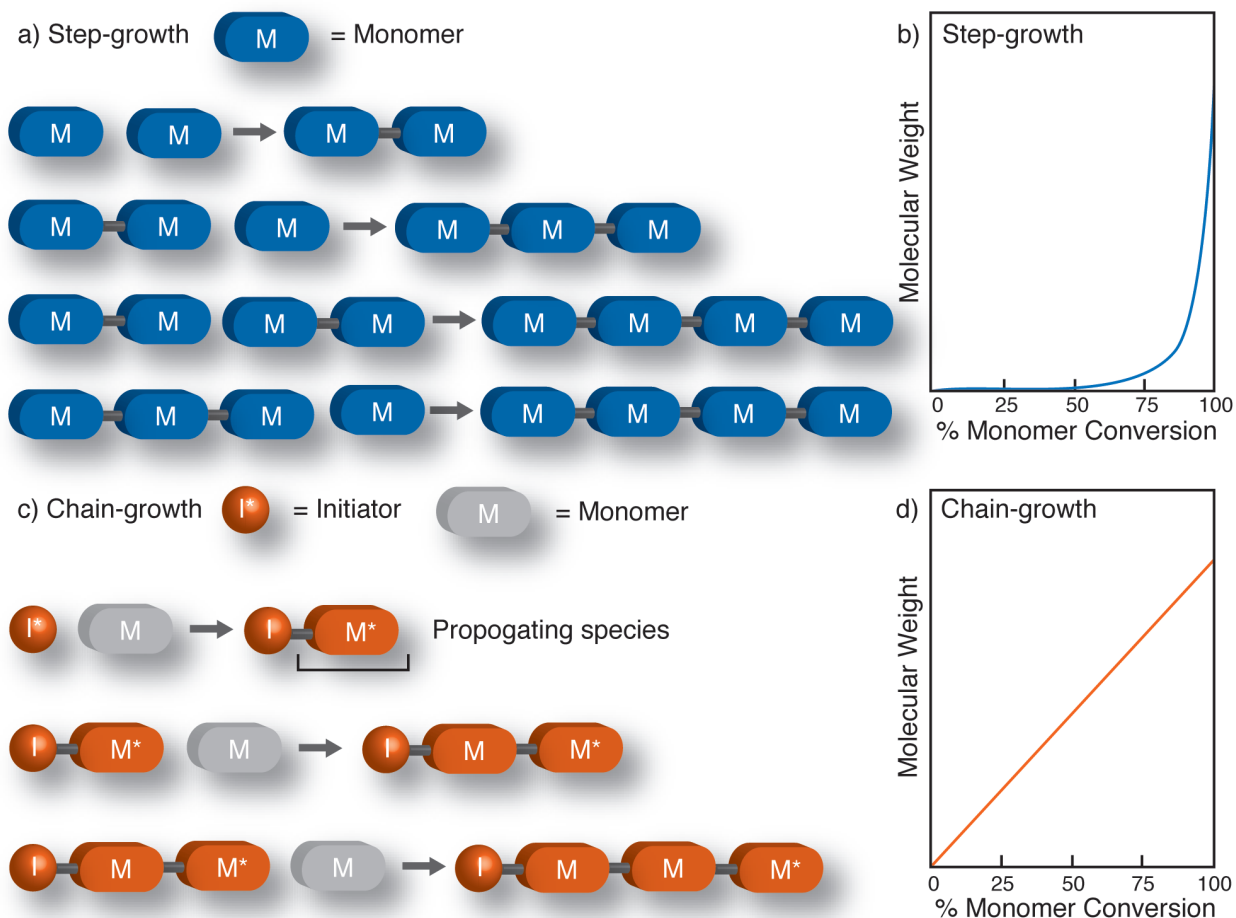 a) Step-growth M = Monomer
M M M M
M M M M M M
M M M M M M M M
M M M M M M M M
b) Step-growth
Molecular Weight
0 25 50 75 100
% Monomer Conversion
c) Chain-growth I* = Initiator M = Monomer
I* M I M* Propogating species
I M* M I M M*
I M M* M I M M M*
d) Chain-growth
Molecular Weight
0 25 50 75 100
% Monomer Conversion